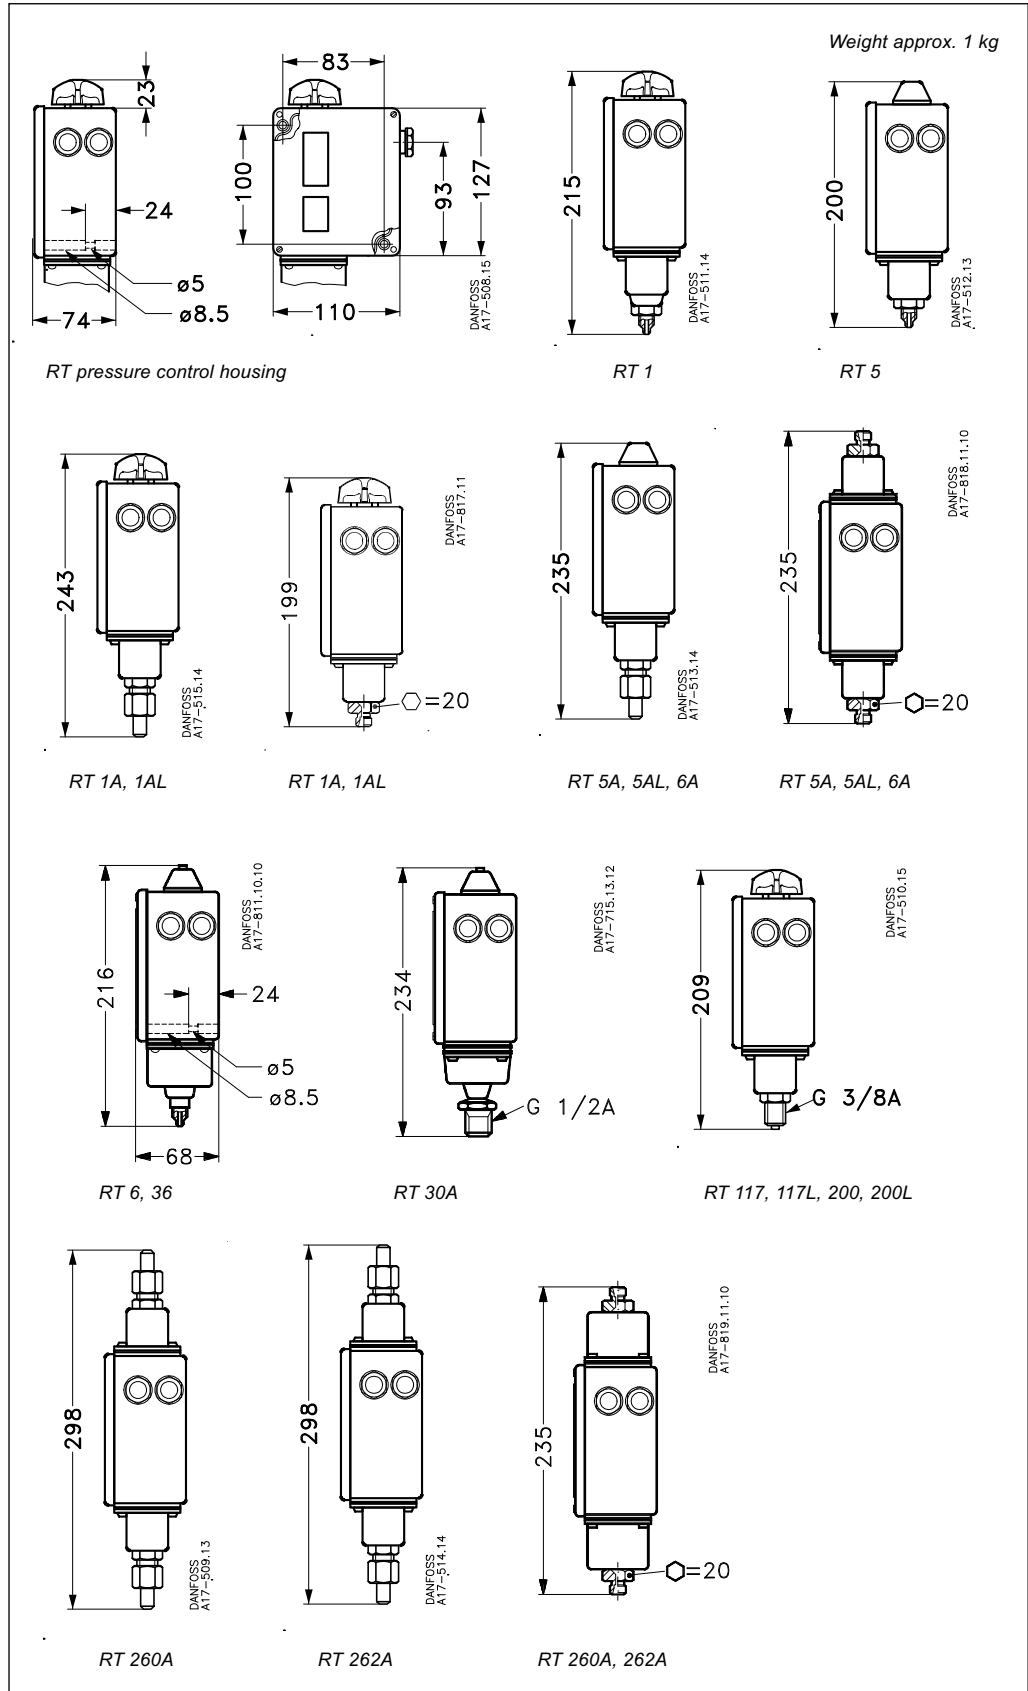 Weight approx. 1 kg
83
23
24
100
93
127
ø5
ø8.5
74
110
DANFOSS
A17-508.15
RT pressure control housing
215
DANFOSS
A17-511.14
RT 1
200
DANFOSS
A17-512.13
RT 5
243
DANFOSS
A17-515.14
RT 1A, 1AL
199
DANFOSS
A17-817.11
=20
RT 1A, 1AL
235
DANFOSS
A17-513.14
RT 5A, 5AL, 6A
235
DANFOSS
A17-818.11.10
=20
RT 5A, 5AL, 6A
216
DANFOSS
A17-811.10.10
24
ø5
ø8.5
68
RT 6, 36
234
DANFOSS
A17-715.13.12
G 1/2A
RT 30A
209
DANFOSS
A17-510.15
G 3/8A
RT 117, 117L, 200, 200L
298
DANFOSS
A17-509.13
RT 260A
298
DANFOSS
A17-514.14
RT 262A
235
DANFOSS
A17-819.11.10
=20
RT 260A, 262A